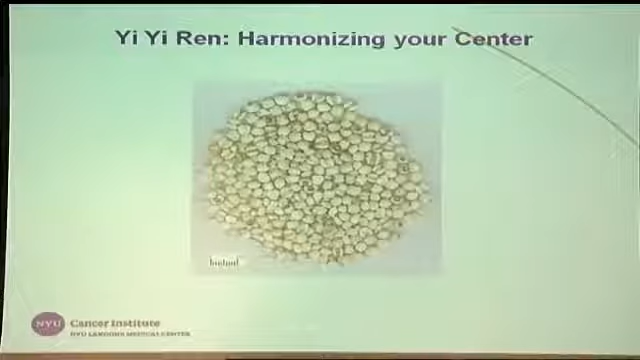 Yi Yi Ren: Harmonizing your Center
NYU Cancer Institute
NYU LANGONE MEDICAL CENTER